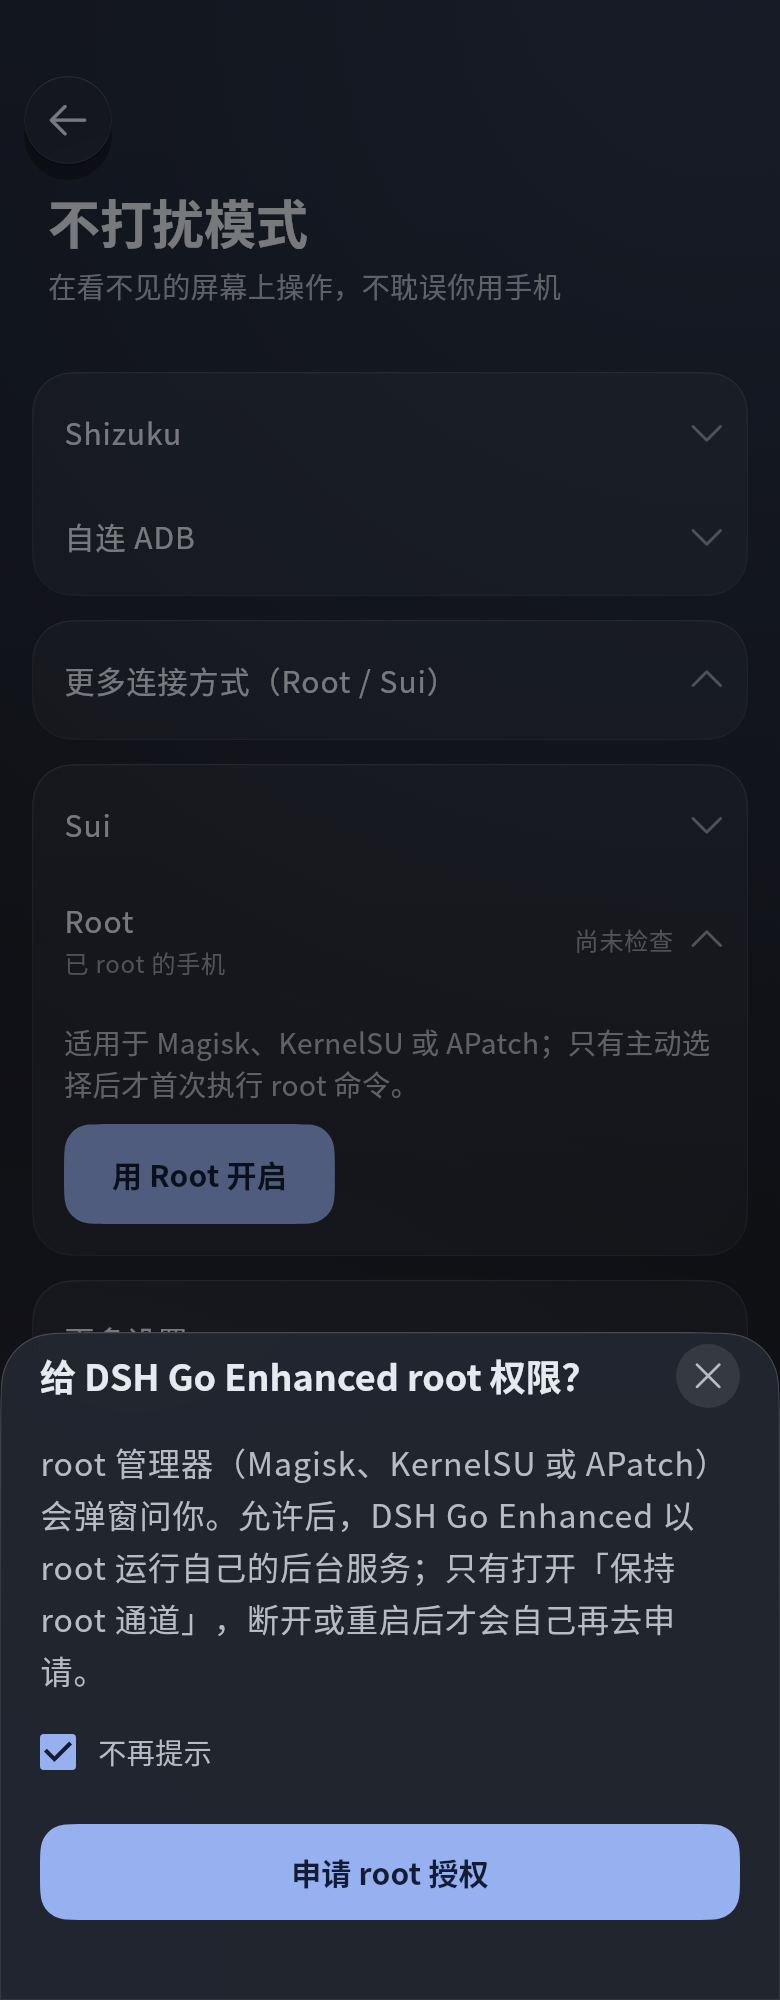 不打扰模式
在看不见的屏幕上操作，不耽误你用手机
Shizuku
自连 ADB
更多连接方式（Root / Sui）
Sui
Root
已 root 的手机
尚未检查
适用于 Magisk、KernelSU 或 APatch；只有主动选
择后才首次执行 root 命令。
用 Root 开启
给 DSH Go Enhanced root 权限?
root 管理器（Magisk、KernelSU 或 APatch）
会弹窗问你。允许后，DSH Go Enhanced 以
root 运行自己的后台服务；只有打开「保持
root 通道」，断开或重启后才会自己再去申
请。
不再提示
申请 root 授权